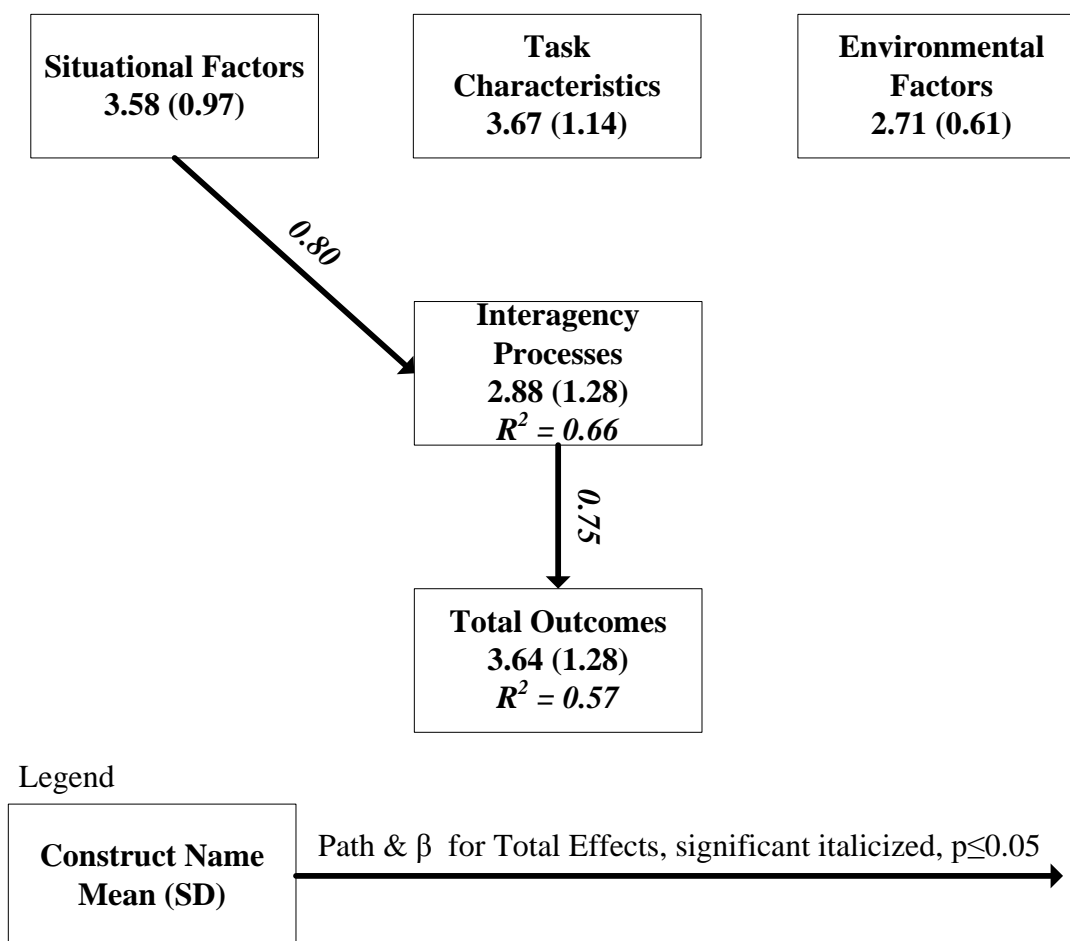 Situational Factors
3.58 (0.97)
Task
Characteristics
3.67 (1.14)
Environmental
Factors
2.71 (0.61)
0.80
Interagency
Processes
2.88 (1.28)
R² = 0.66
0.75
Total Outcomes
3.64 (1.28)
R² = 0.57
Legend
Construct Name
Mean (SD)
Path & β for Total Effects, significant italicized, p≤0.05